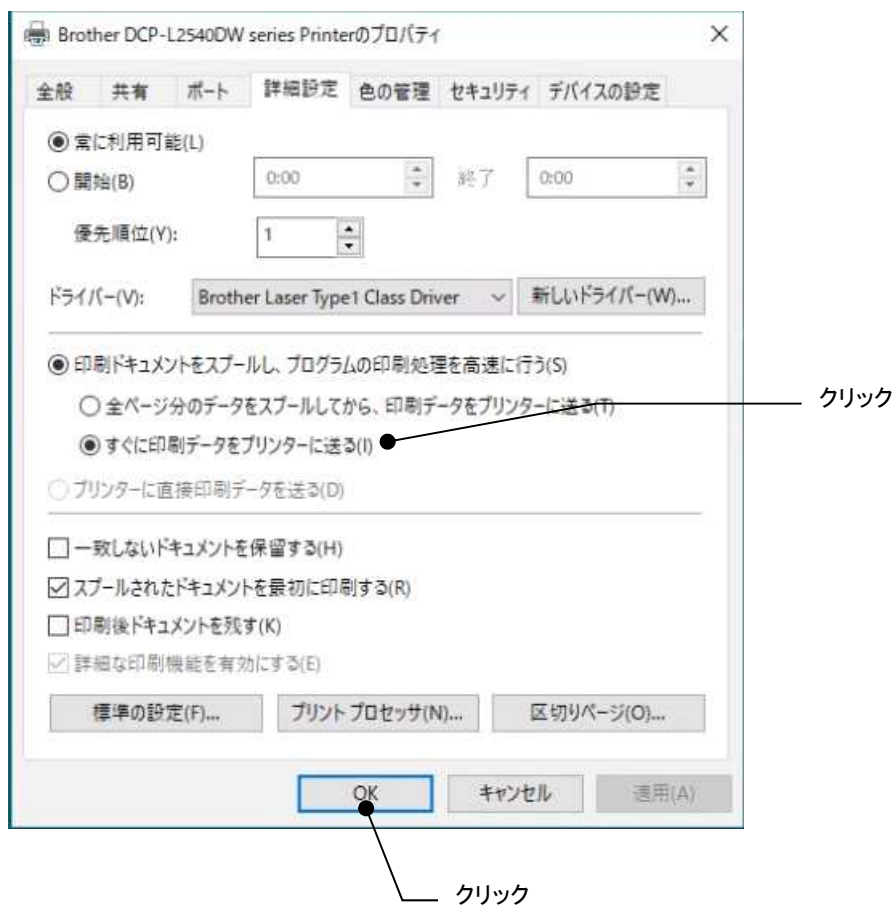 Brother DCP-L2540DW series Printerのプロパティ
全般 共有 ポート 詳細設定 色の管理 セキュリティ デバイスの設定
常に利用可能(L)
開始(B) 0:00 終了 0:00
優先順位(Y): 1
ドライバー(V): Brother Laser Type1 Class Driver 新しいドライバー(W)...
印刷ドキュメントをスプールし、プログラムの印刷処理を高速に行う(S)
全ページ分のデータをスプールしてから、印刷データをプリンターに送る(T)
クリック
すぐに印刷データをプリンターに送る(I)
プリンターに直接印刷データを送る(D)
一致しないドキュメントを保留する(H)
スプールされたドキュメントを最初に印刷する(R)
印刷後ドキュメントを残す(K)
詳細な印刷機能を有効にする(E)
標準の設定(F)... プリント プロセッサ(N)... 区切りページ(O)...
OK キャンセル 適用(A)
クリック